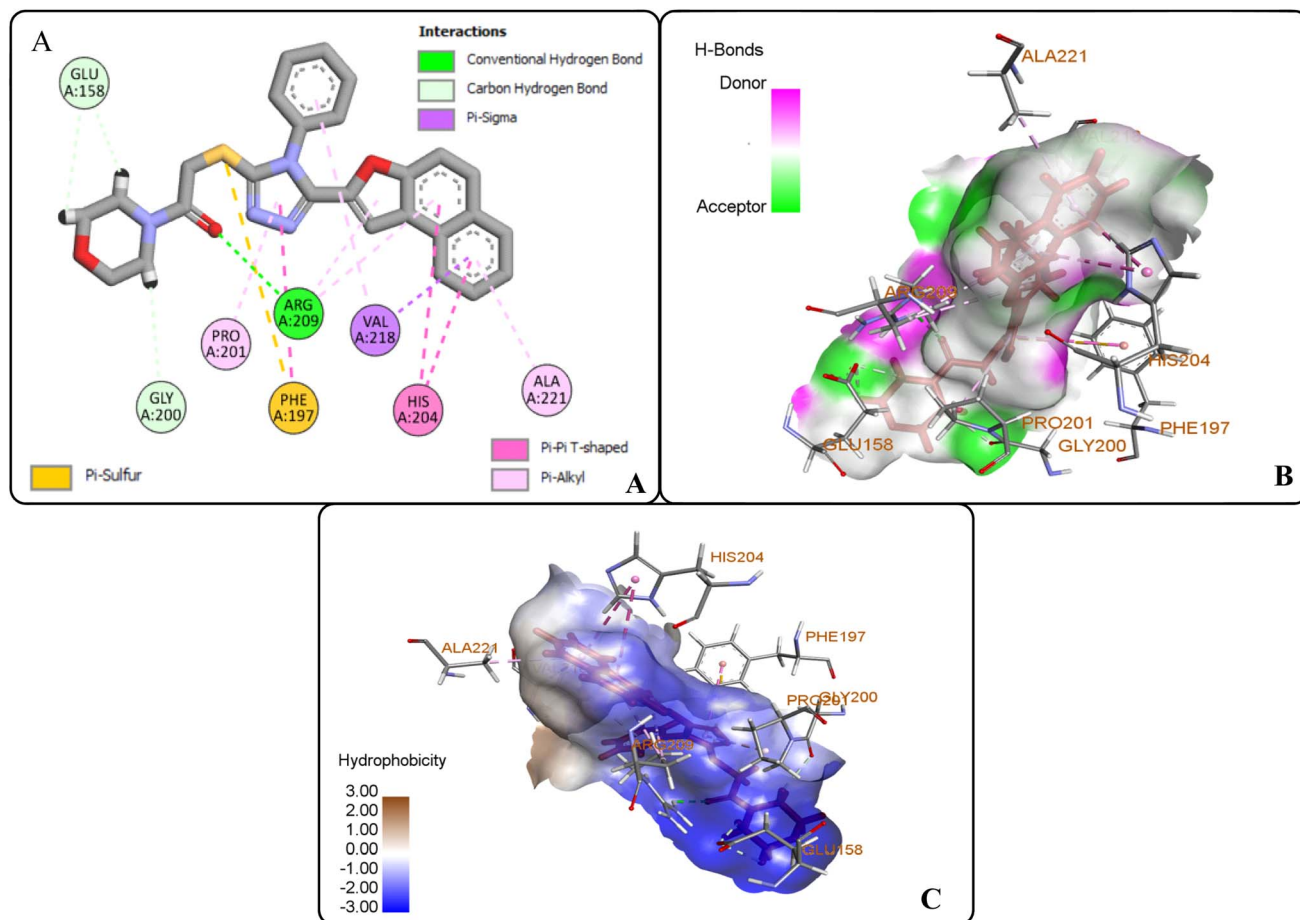 A
Interactions
Conventional Hydrogen Bond
Carbon Hydrogen Bond
Pi-Sigma
GLU
A:158
ARG
A:209
PRO
A:201
VAL
A:218
GLY
A:200
PHE
A:197
HIS
A:204
ALA
A:221
Pi-Sulfur
Pi-Pi T-shaped
Pi-Alkyl
A
H-Bonds
Donor
Acceptor
ALA221
HIS204
PRO201
PHE197
GLY200
GLU158
B
HIS204
ALA221
PHE197
GLY200
GLU158
Hydrophobicity
3.00
2.00
1.00
0.00
-1.00
-2.00
-3.00
C